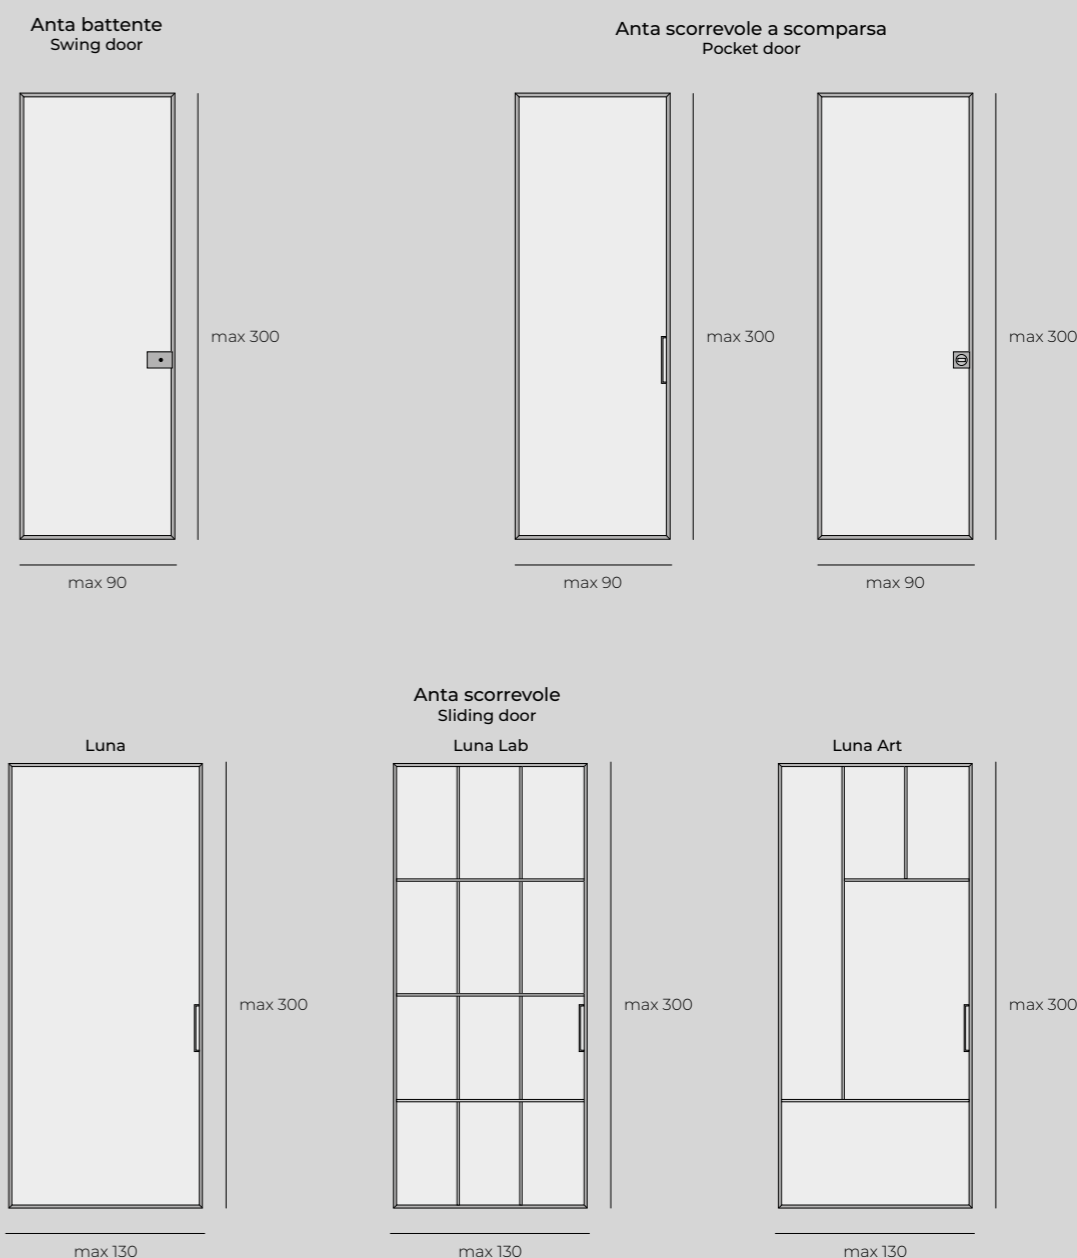 Anta battente
Swing door
Anta scorrevole a scomparsa
Pocket door
max 300
max 300
max 300
max 90
max 90
max 90
Anta scorrevole
Sliding door
Luna
Luna Lab
Luna Art
max 300
max 300
max 300
max 130
max 130
max 130